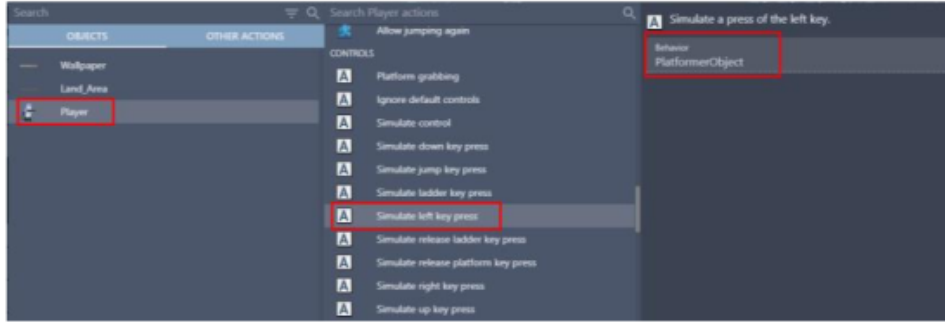 Search
OBJECTS
OTHER ACTIONS
Wallpaper
Land_Area
Player
Search Player actions
Allow jumping again
CONTROLS
Platform grabbing
Ignore default controls
Simulate control
Simulate down key press
Simulate jump key press
Simulate ladder key press
Simulate left key press
Simulate release ladder key press
Simulate release platform key press
Simulate right key press
Simulate up key press
Simulate a press of the left key.
Behavior
PlatformerObject